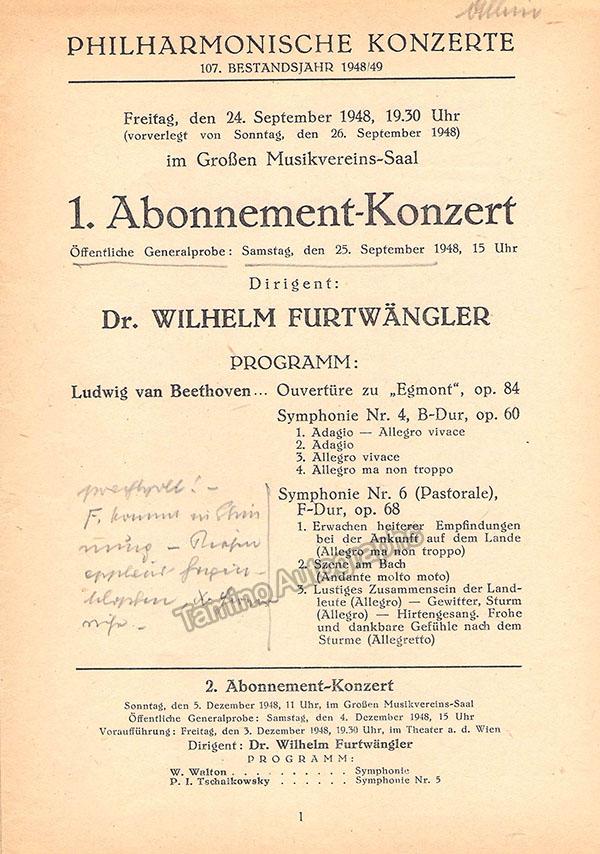 PHILHARMONISCHE KONZERTE
107. BESTANDSJAHR 1948/49
Freitag, den 24. September 1948, 19.30 Uhr
(vorverlegt von Sonntag, den 26. September 1948)
im Großen Musikvereins-Saal
1. Abonnement-Konzert
Öffentliche Generalprobe: Samstag, den 25. September 1948, 15 Uhr
Dirigent:
Dr. WILHELM FURTWÄNGLER
PROGRAMM:
Ludwig van Beethoven... Ouvertüre zu „Egmont“, op. 84
Symphonie Nr. 4, B-Dur, op. 60
1. Adagio — Allegro vivace
2. Adagio
3. Allegro vivace
4. Allegro ma non troppo
Symphonie Nr. 6 (Pastorale),
F-Dur, op. 68
1. Erwachen heiterer Empfindungen
bei der Ankunft auf dem Lande
(Allegro ma non troppo)
2. Szene am Bach
(Andante molto moto)
3. Lustiges Zusammensein der Land-
leute (Allegro) — Gewitter, Sturm
(Allegro) — Hirtengesang. Frohe
und dankbare Gefühle nach dem
Sturme (Allegretto)
prachtvoll! –
F. kommt in Stim
mung –
Tamino Autographs
2. Abonnement-Konzert
Sonntag, den 5. Dezember 1948, 11 Uhr, im Großen Musikvereins-Saal
Öffentliche Generalprobe: Samstag, den 4. Dezember 1948, 15 Uhr
Voraufführung: Freitag, den 3. Dezember 1948, 19.30 Uhr, im Theater a. d. Wien
Dirigent: Dr. Wilhelm Furtwängler
PROGRAMM:
W. Walton . . . . . . . . . . Symphonie
P. I. Tschaikowsky . . . . . . Symphonie Nr. 5
1